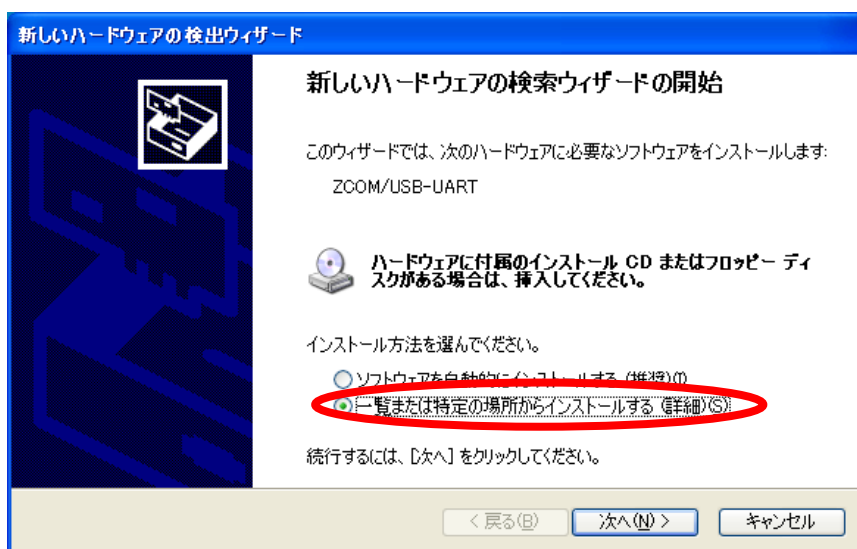 新しいハードウェアの検出ウィザード
新しいハードウェアの検索ウィザードの開始
このウィザードでは、次のハードウェアに必要なソフトウェアをインストールします:
ZCOM/USB-UART
ハードウェアに付属のインストール CD またはフロッピー ディ
スクがある場合は、挿入してください。
インストール方法を選んでください。
ソフトウェアを自動的にインストールする (推奨)(I)
一覧または特定の場所からインストールする (詳細)(S)
続行するには、[次へ] をクリックしてください。
< 戻る(B)
次へ(N) >
キャンセル